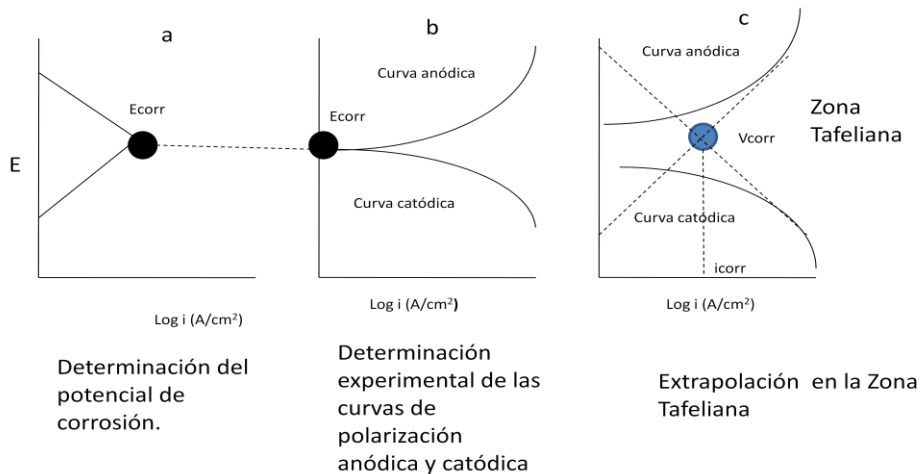 a
Ecorr
E
Log i (A/cm²)
Determinación del
potencial de
corrosión.
b
Curva anódica
Ecorr
Curva catódica
Log i (A/cm²)
Determinación
experimental de las
curvas de
polarización
anódica y catódica
c
Curva anódica
Zona
Tafeliana
Vcorr
Curva catódica
icorr
Log i (A/cm²)
Extrapolación en la Zona
Tafeliana